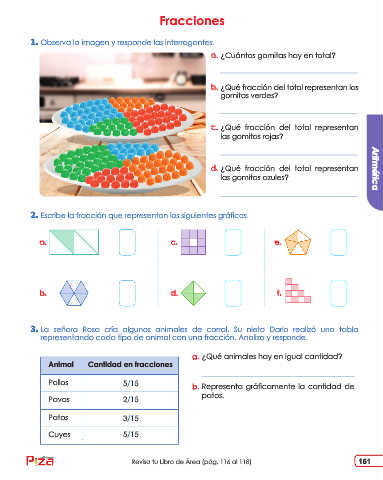 Fracciones
1. Observa la imagen y responde las interrogantes.
a. ¿Cuántas gomitas hay en total?
b. ¿Qué fracción del total representan las
gomitas verdes?
c. ¿Qué fracción del total representan
las gomitas rojas?
d. ¿Qué fracción del total representan
las gomitas azules?
Aritmética
2. Escribe la fracción que representan los siguientes gráficos.
a.
c.
e.
b.
d.
f.
3. La señora Rosa cría algunos animales de corral. Su nieto Darío realizó una tabla
representando cada tipo de animal con una fracción. Analiza y responde.
Animal Cantidad en fracciones
Pollos 5/15
Pavos 2/15
Patos 3/15
Cuyes 5/15
a. ¿Qué animales hay en igual cantidad?
b. Representa gráficamente la cantidad de
patos.
Piza
Revisa tu Libro de Área (pág. 116 al 118)
161